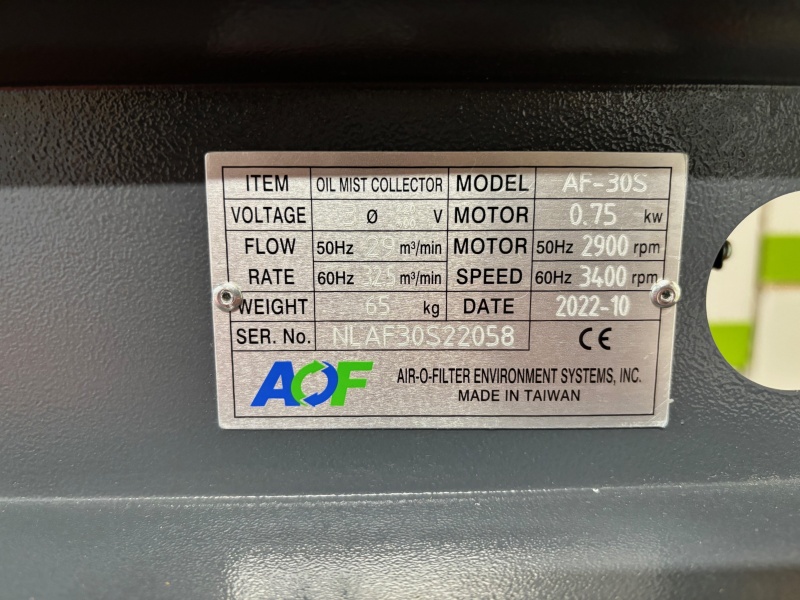 ITEM OIL MIST COLLECTOR MODEL AF-30S
VOLTAGE Ø V MOTOR 0.75 kw
FLOW 50Hz 29 m³/min MOTOR 50Hz 2900 rpm
RATE 60Hz 32.5 m³/min SPEED 60Hz 3400 rpm
WEIGHT 65 kg DATE 2022-10
SER. No. NLAF30S22058 CE
AOF AIR-O-FILTER ENVIRONMENT SYSTEMS, INC.
MADE IN TAIWAN